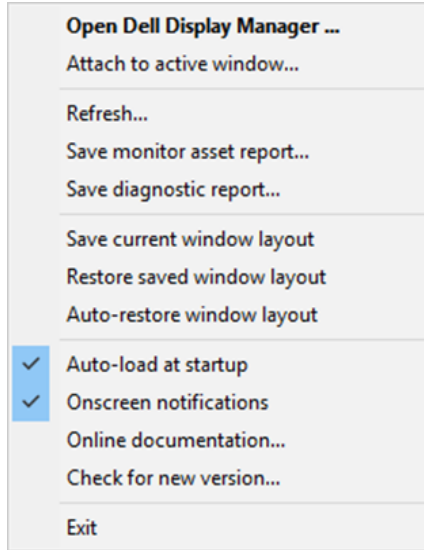 Open Dell Display Manager ...
Attach to active window...
Refresh...
Save monitor asset report...
Save diagnostic report...
Save current window layout
Restore saved window layout
Auto-restore window layout
Auto-load at startup
Onscreen notifications
Online documentation...
Check for new version...
Exit